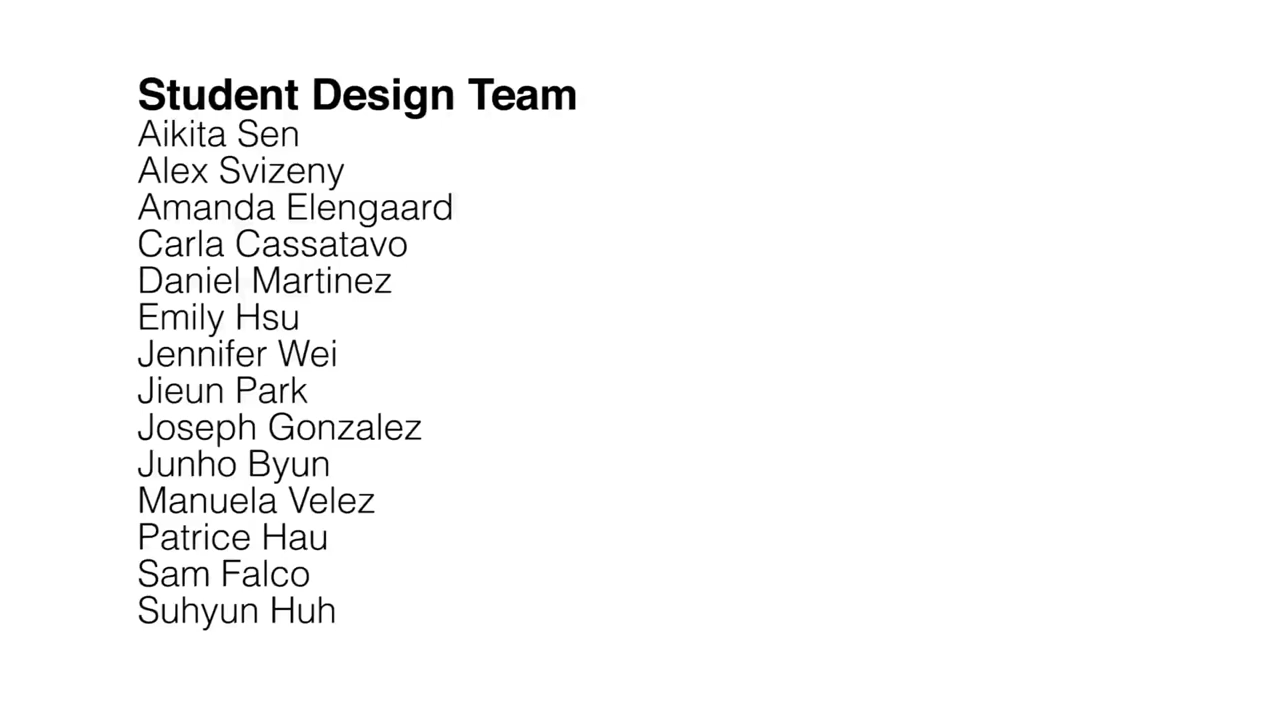 Student Design Team
Aikita Sen
Alex Svizeny
Amanda Elengaard
Carla Cassatavo
Daniel Martinez
Emily Hsu
Jennifer Wei
Jieun Park
Joseph Gonzalez
Junho Byun
Manuela Velez
Patrice Hau
Sam Falco
Suhyun Huh